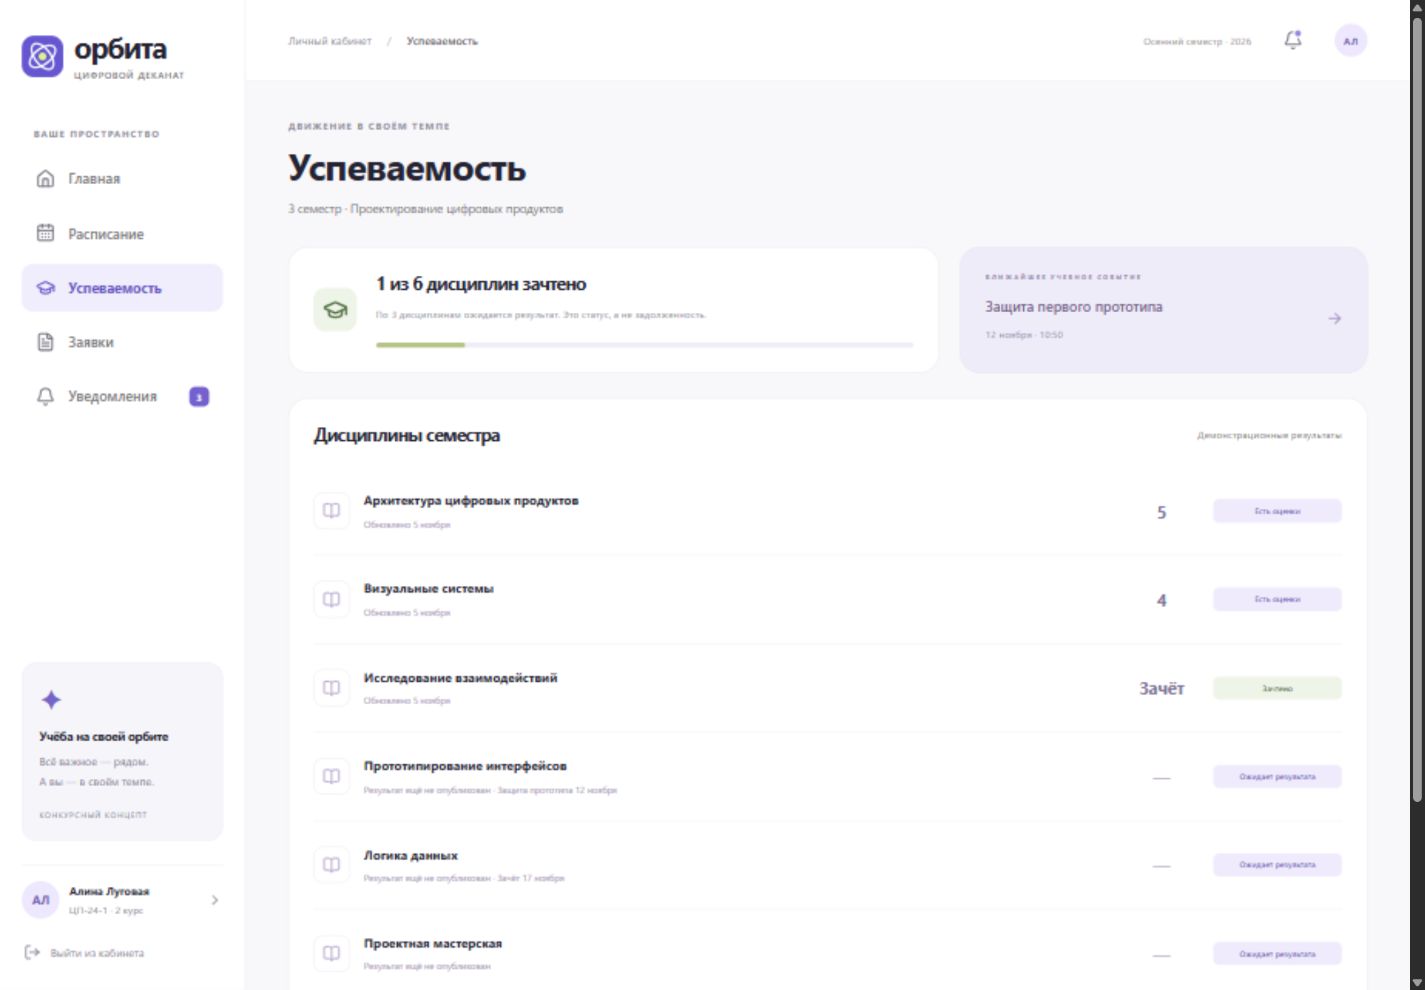 орбита
ЦИФРОВОЙ ДЕКАНАТ
ВАШЕ ПРОСТРАНСТВО
Главная
Расписание
Успеваемость
Заявки
Уведомления 3
Учёба на своей орбите
Всё важное — рядом.
А вы — в своём темпе.
КОНКУРСНЫЙ КОНЦЕПТ
АЛ
Алина Луговая
ЦП-24-1 · 2 курс
Выйти из кабинета
Личный кабинет / Успеваемость
Осенний семестр · 2026
АЛ
ДВИЖЕНИЕ В СВОЁМ ТЕМПЕ
Успеваемость
3 семестр · Проектирование цифровых продуктов
1 из 6 дисциплин зачтено
По 3 дисциплинам ожидается результат. Это статус, а не задолженность.
БЛИЖАЙШЕЕ УЧЕБНОЕ СОБЫТИЕ
Защита первого прототипа
12 ноября · 10:50
Дисциплины семестра
Демонстрационные результаты
Архитектура цифровых продуктов
Обновлено 5 ноября
5
Есть оценки
Визуальные системы
Обновлено 5 ноября
4
Есть оценки
Исследование взаимодействий
Обновлено 5 ноября
Зачёт
Зачтено
Прототипирование интерфейсов
Результат ещё не опубликован · Защита прототипа 12 ноября
—
Ожидает результата
Логика данных
Результат ещё не опубликован · Зачёт 17 ноября
—
Ожидает результата
Проектная мастерская
Результат ещё не опубликован
—
Ожидает результата